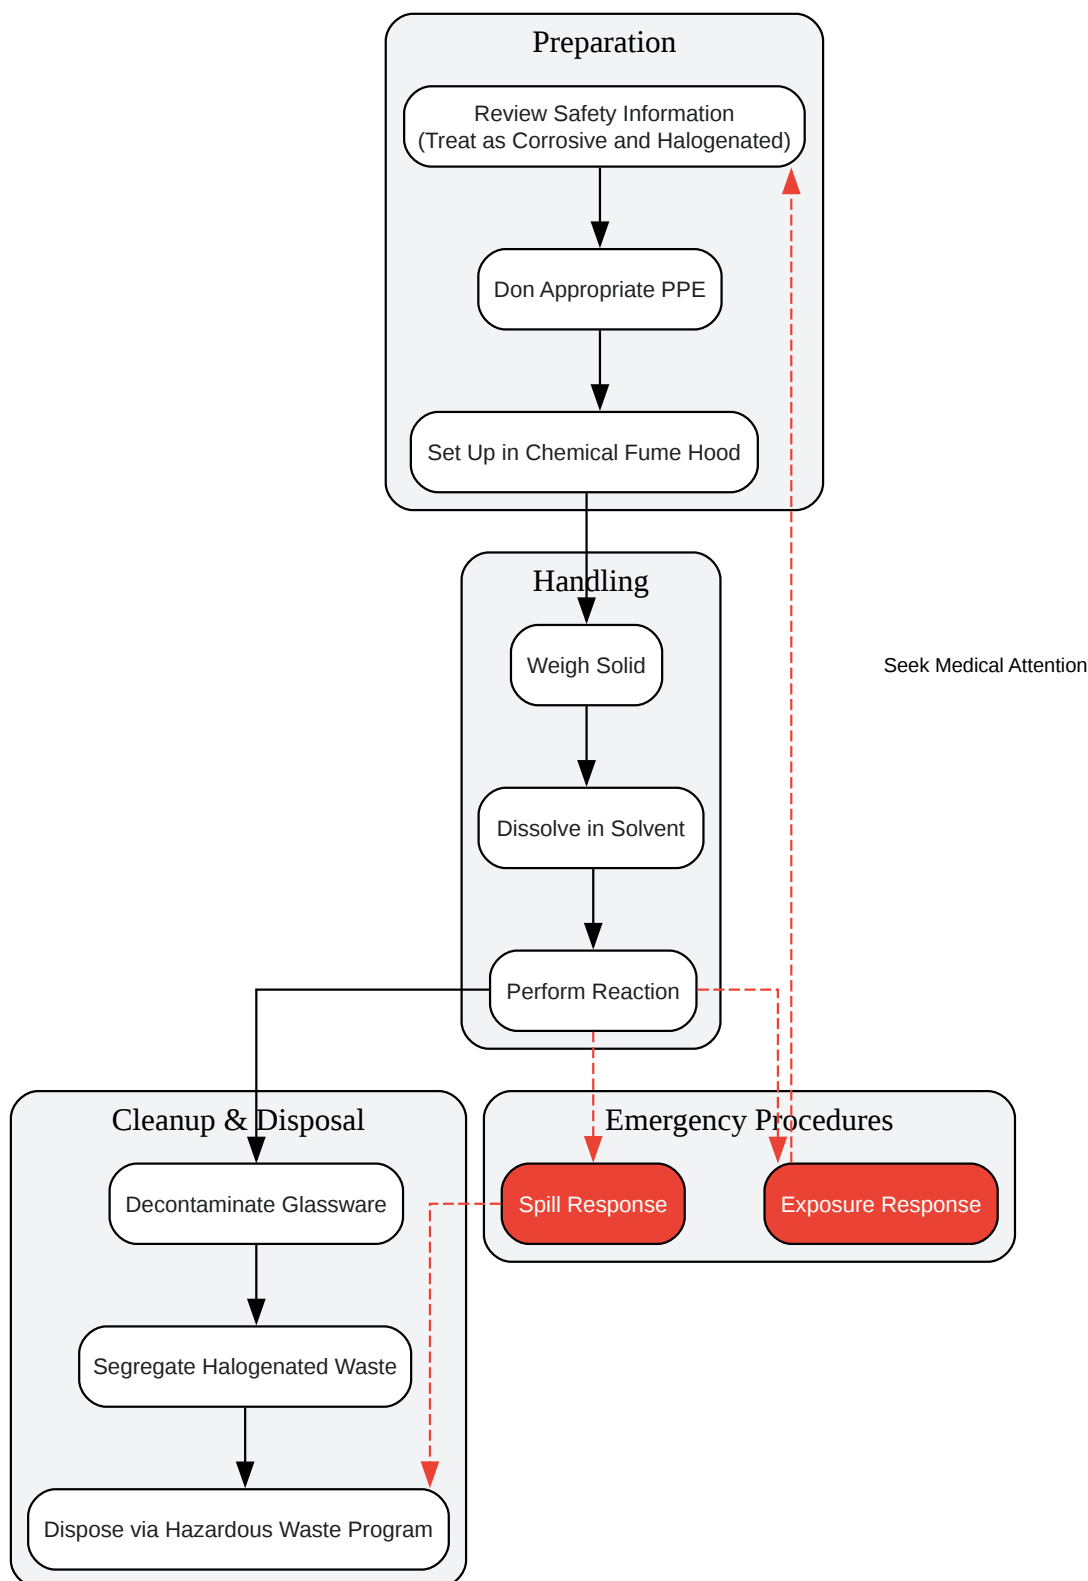 Preparation
Review Safety Information
(Treat as Corrosive and Halogenated)
Don Appropriate PPE
Set Up in Chemical Fume Hood
Handling
Weigh Solid
Seek Medical Attention
Dissolve in Solvent
Perform Reaction
Cleanup & Disposal
Emergency Procedures
Decontaminate Glassware
Spill Response
Exposure Response
Segregate Halogenated Waste
Dispose via Hazardous Waste Program